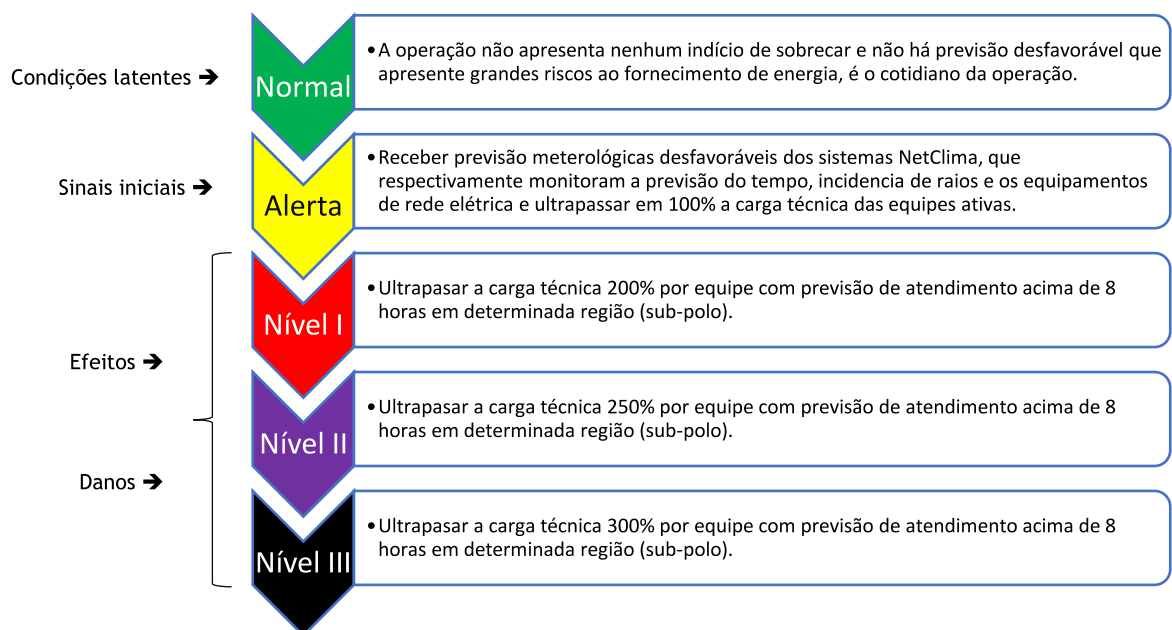 Condições latentes ➔
Normal
•A operação não apresenta nenhum indício de sobrecar e não há previsão desfavorável que
apresente grandes riscos ao fornecimento de energia, é o cotidiano da operação.
Sinais iniciais ➔
Alerta
•Receber previsão meterológicas desfavoráveis dos sistemas NetClima, que
respectivamente monitoram a previsão do tempo, incidencia de raios e os equipamentos
de rede elétrica e ultrapassar em 100% a carga técnica das equipes ativas.
Efeitos ➔
Nível I
•Ultrapasar a carga técnica 200% por equipe com previsão de atendimento acima de 8
horas em determinada região (sub-polo).
Nível II
•Ultrapasar a carga técnica 250% por equipe com previsão de atendimento acima de 8
horas em determinada região (sub-polo).
Danos ➔
Nível III
•Ultrapasar a carga técnica 300% por equipe com previsão de atendimento acima de 8
horas em determinada região (sub-polo).